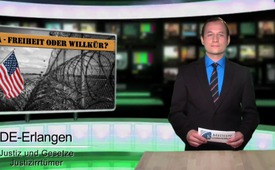 A - FREIHEIT ODER WILLKÜR?
DE-Erlangen
Justiz und Gesetze
Justizirrtümer